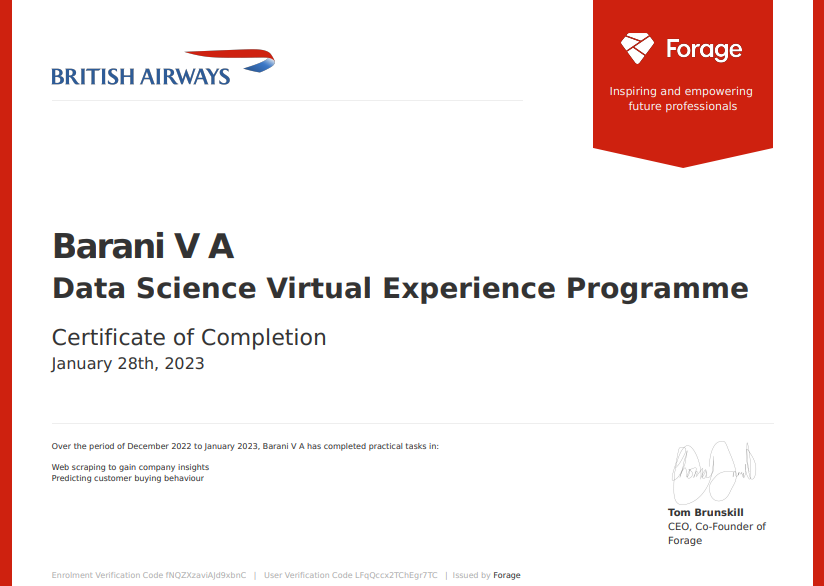 BRITISH AIRWAYS
Forage
Inspiring and empowering
future professionals
Barani V A
Data Science Virtual Experience Programme
Certificate of Completion
January 28th, 2023
Over the period of December 2022 to January 2023, Barani V A has completed practical tasks in:
Web scraping to gain company insights
Predicting customer buying behaviour
Tom Brunskill
CEO, Co-Founder of
Forage
Enrolment Verification Code fNQZXzaviAJd9xbnC | User Verification Code LFqQccx2TChEgr7TC | Issued by Forage